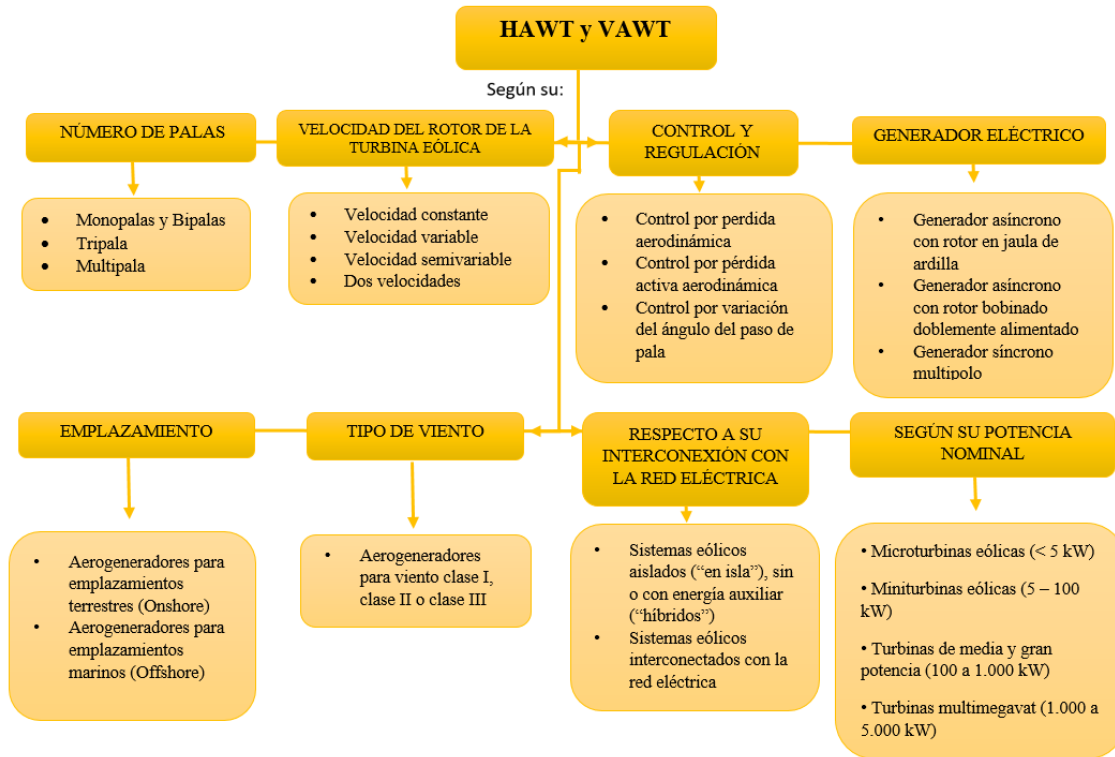 HAWT y VAWT
Según su:
NÚMERO DE PALAS
• Monopalas y Bipalas
• Tripala
• Multipala
VELOCIDAD DEL ROTOR DE LA
TURBINA EÓLICA
• Velocidad constante
• Velocidad variable
• Velocidad semivariable
• Dos velocidades
CONTROL Y
REGULACIÓN
• Control por perdida
aerodinámica
• Control por pérdida
activa aerodinámica
• Control por variación
del ángulo del paso de
pala
GENERADOR ELÉCTRICO
• Generador asíncrono
con rotor en jaula de
ardilla
• Generador asíncrono
con rotor bobinado
doblemente alimentado
• Generador síncrono
multipolo
EMPLAZAMIENTO
• Aerogeneradores para
emplazamientos
terrestres (Onshore)
• Aerogeneradores para
emplazamientos
marinos (Offshore)
TIPO DE VIENTO
• Aerogeneradores
para viento clase I,
clase II o clase III
RESPECTO A SU
INTERCONEXIÓN CON
LA RED ELÉCTRICA
• Sistemas eólicos
aislados (“en isla”), sin
o con energía auxiliar
(“híbridos”)
• Sistemas eólicos
interconectados con la
red eléctrica
SEGÚN SU POTENCIA
NOMINAL
• Microturbinas eólicas (< 5 kW)
• Miniturbinas eólicas (5 – 100
kW)
• Turbinas de media y gran
potencia (100 a 1.000 kW)
• Turbinas multimegavat (1.000 a
5.000 kW)